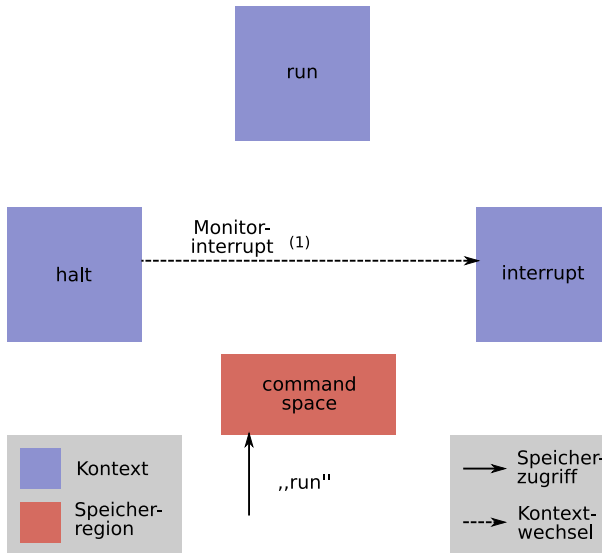 run
Monitor-
interrupt (1)
halt
interrupt
command
space
,,run"
Kontext
Speicher-
region
Speicher-
zugriff
Kontext-
wechsel